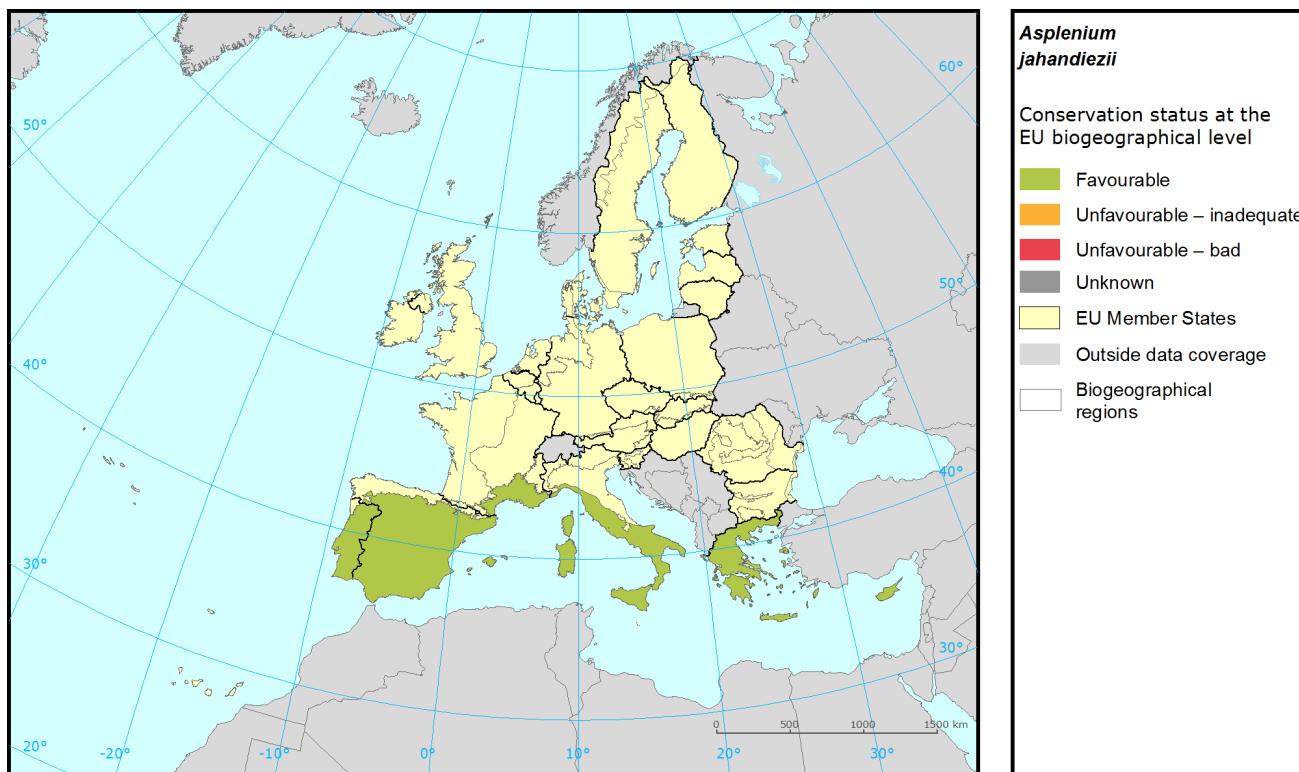 60°
50°
50°
40°
40°
30°
30°
20°
-20°
-10°
0°
10°
20°
30°
0 500 1000 1500 km
Asplenium
jahandiezii
Conservation status at the
EU biogeographical level
Favourable
Unfavourable – inadequate
Unfavourable – bad
Unknown
EU Member States
Outside data coverage
Biogeographical
regions